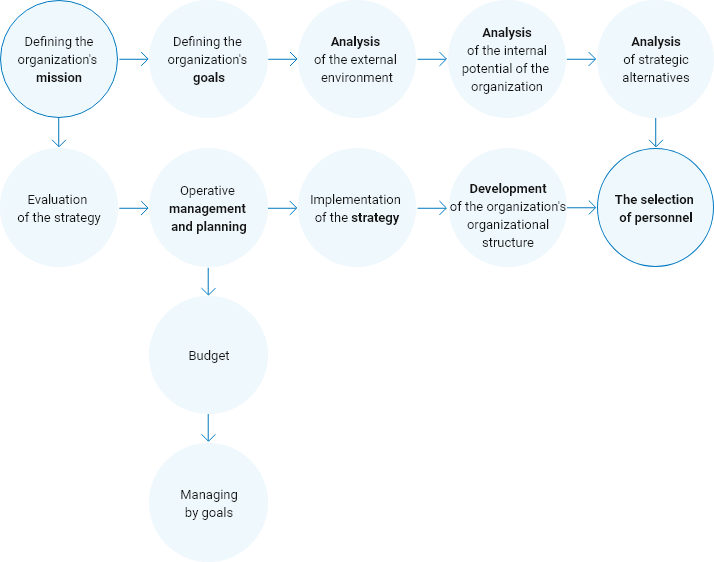 Defining the
organization's
mission
Defining the
organization's
goals
Analysis
of the external
environment
Analysis
of the internal
potential of the
organization
Analysis
of strategic
alternatives
Evaluation
of the strategy
Operative
management
and planning
Implementation
of the strategy
Development
of the organization's
organizational
structure
The selection
of personnel
Budget
Managing
by goals